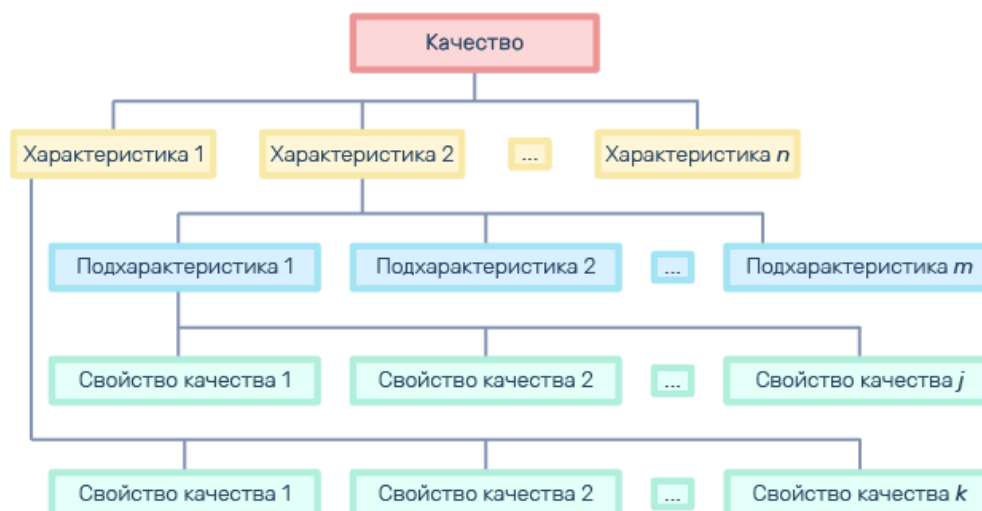 Качество
Характеристика 1
Характеристика 2
...
Характеристика n
Подхарактеристика 1
Подхарактеристика 2
...
Подхарактеристика m
Свойство качества 1
Свойство качества 2
...
Свойство качества j
Свойство качества 1
Свойство качества 2
...
Свойство качества k